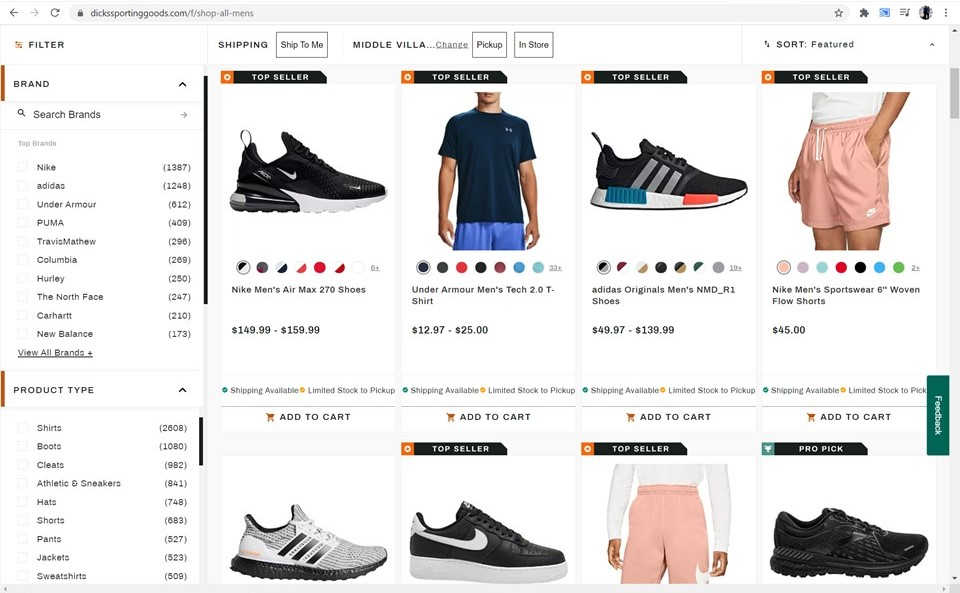 dickssportinggoods.com/f/shop-all-mens
FILTER
SHIPPING Ship To Me MIDDLE VILLA... Change Pickup In Store
SORT: Featured
BRAND
Search Brands
Top Brands
Nike (1387)
adidas (1248)
Under Armour (612)
PUMA (409)
TravisMathew (296)
Columbia (269)
Hurley (250)
The North Face (247)
Carhartt (210)
New Balance (173)
View All Brands +
PRODUCT TYPE
Shirts (2608)
Boots (1080)
Cleats (982)
Athletic & Sneakers (841)
Hats (748)
Shorts (683)
Pants (527)
Jackets (523)
Sweatshirts (509)
TOP SELLER
6+
Nike Men's Air Max 270 Shoes
$149.99 - $159.99
Shipping Available Limited Stock to Pickup
ADD TO CART
TOP SELLER
33+
Under Armour Men's Tech 2.0 T-
Shirt
$12.97 - $25.00
Shipping Available Limited Stock to Pickup
ADD TO CART
TOP SELLER
19+
adidas Originals Men's NMD_R1
Shoes
$49.97 - $139.99
Shipping Available Limited Stock to Pickup
ADD TO CART
TOP SELLER
2+
Nike Men's Sportswear 6" Woven
Flow Shorts
$45.00
Shipping Available Limited Stock to Pick
ADD TO CART
Feedback
TOP SELLER
TOP SELLER
PRO PICK